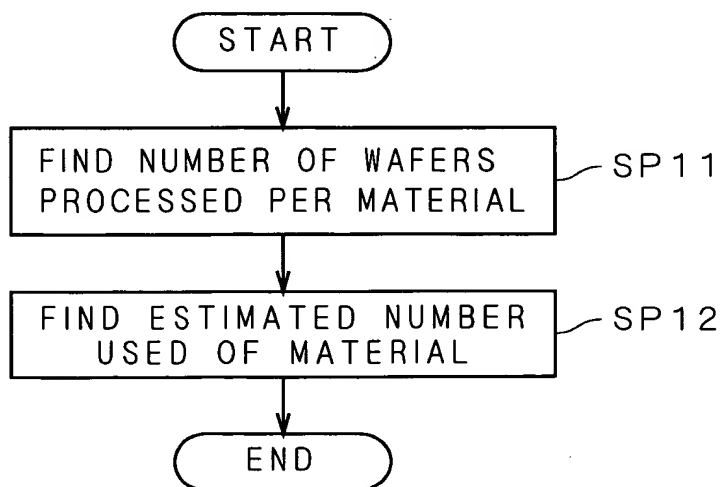 START
FIND NUMBER OF WAFERS
PROCESSED PER MATERIAL
SP11
FIND ESTIMATED NUMBER
USED OF MATERIAL
SP12
END